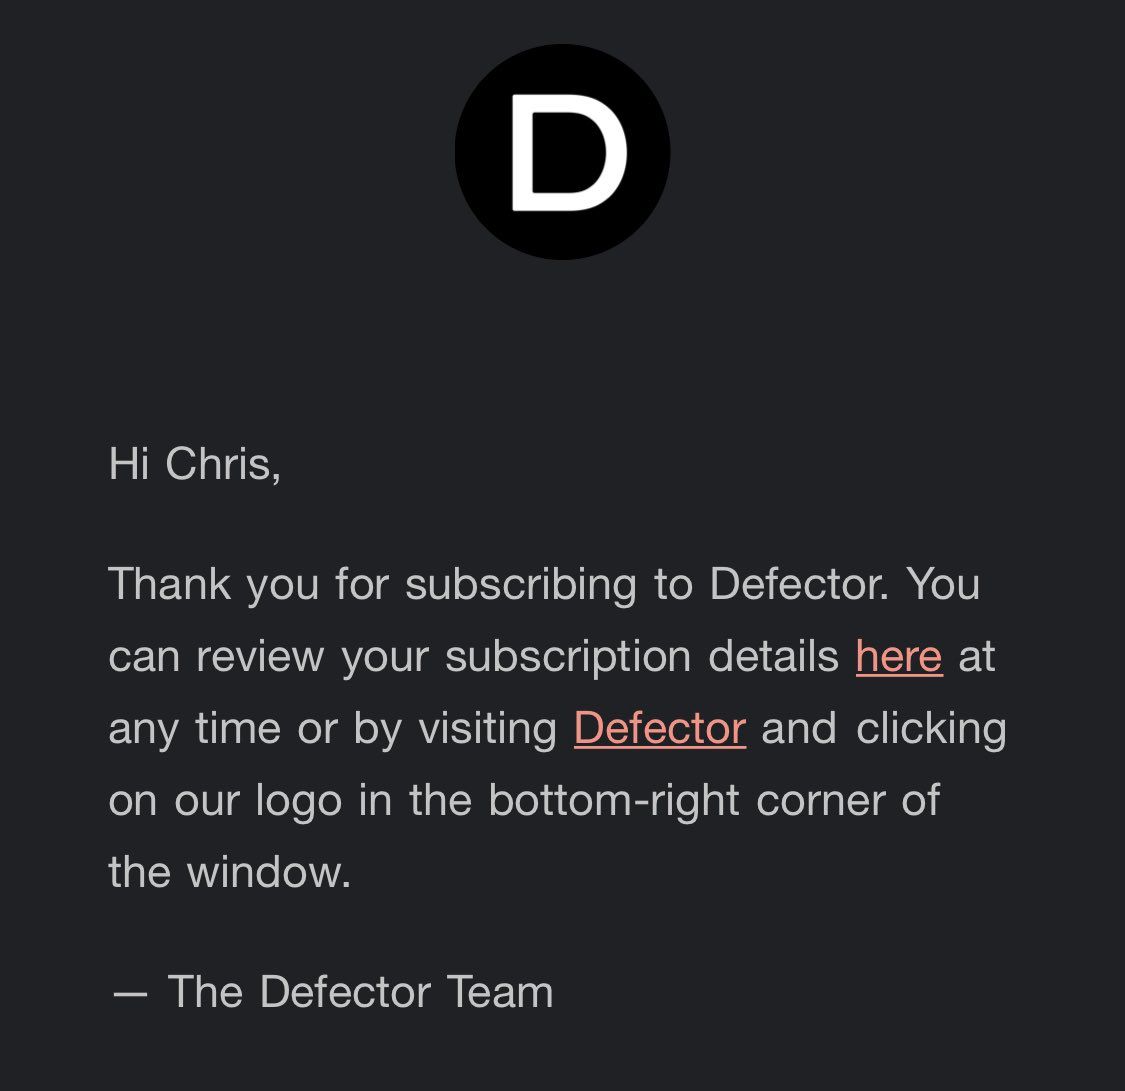 D
Hi Chris,
Thank you for subscribing to Defector. You
can review your subscription details here at
any time or by visiting Defector and clicking
on our logo in the bottom-right corner of
the window.
— The Defector Team